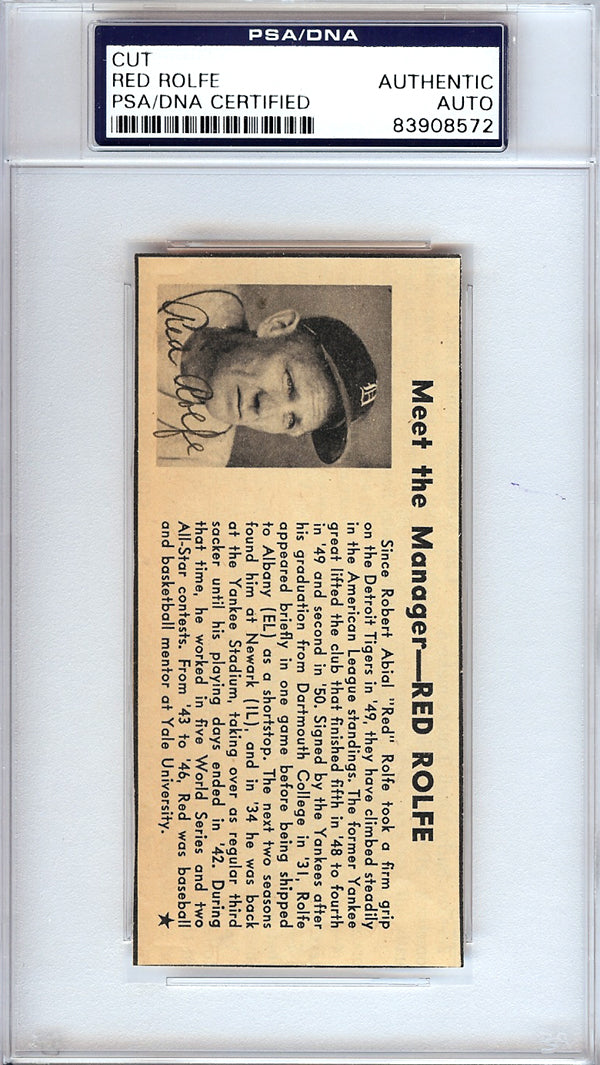 PSA/DNA
CUT
RED ROLFE
PSA/DNA CERTIFIED
AUTHENTIC
AUTO
83908572
Meet the Manager—RED ROLFE
Since Robert Abial "Red" Rolfe took a firm grip
on the Detroit Tigers in '49, they have climbed steadily
in the American League standings. The former Yankee
great lifted the club that finished fifth in '48 to fourth
in '49 and second in '50. Signed by the Yankees after
his graduation from Dartmouth College in '31, Rolfe
appeared briefly in one game before being shipped
to Albany (EL) as a shortstop. The next two seasons
found him at Newark (IL), and in '34 he was back
at the Yankee Stadium, taking over as regular third
sacker until his playing days ended in '42. During
that time, he worked in five World Series and two
All-Star contests. From '43 to '46, Red was baseball
and basketball mentor at Yale University. ★
D
Red Rolfe